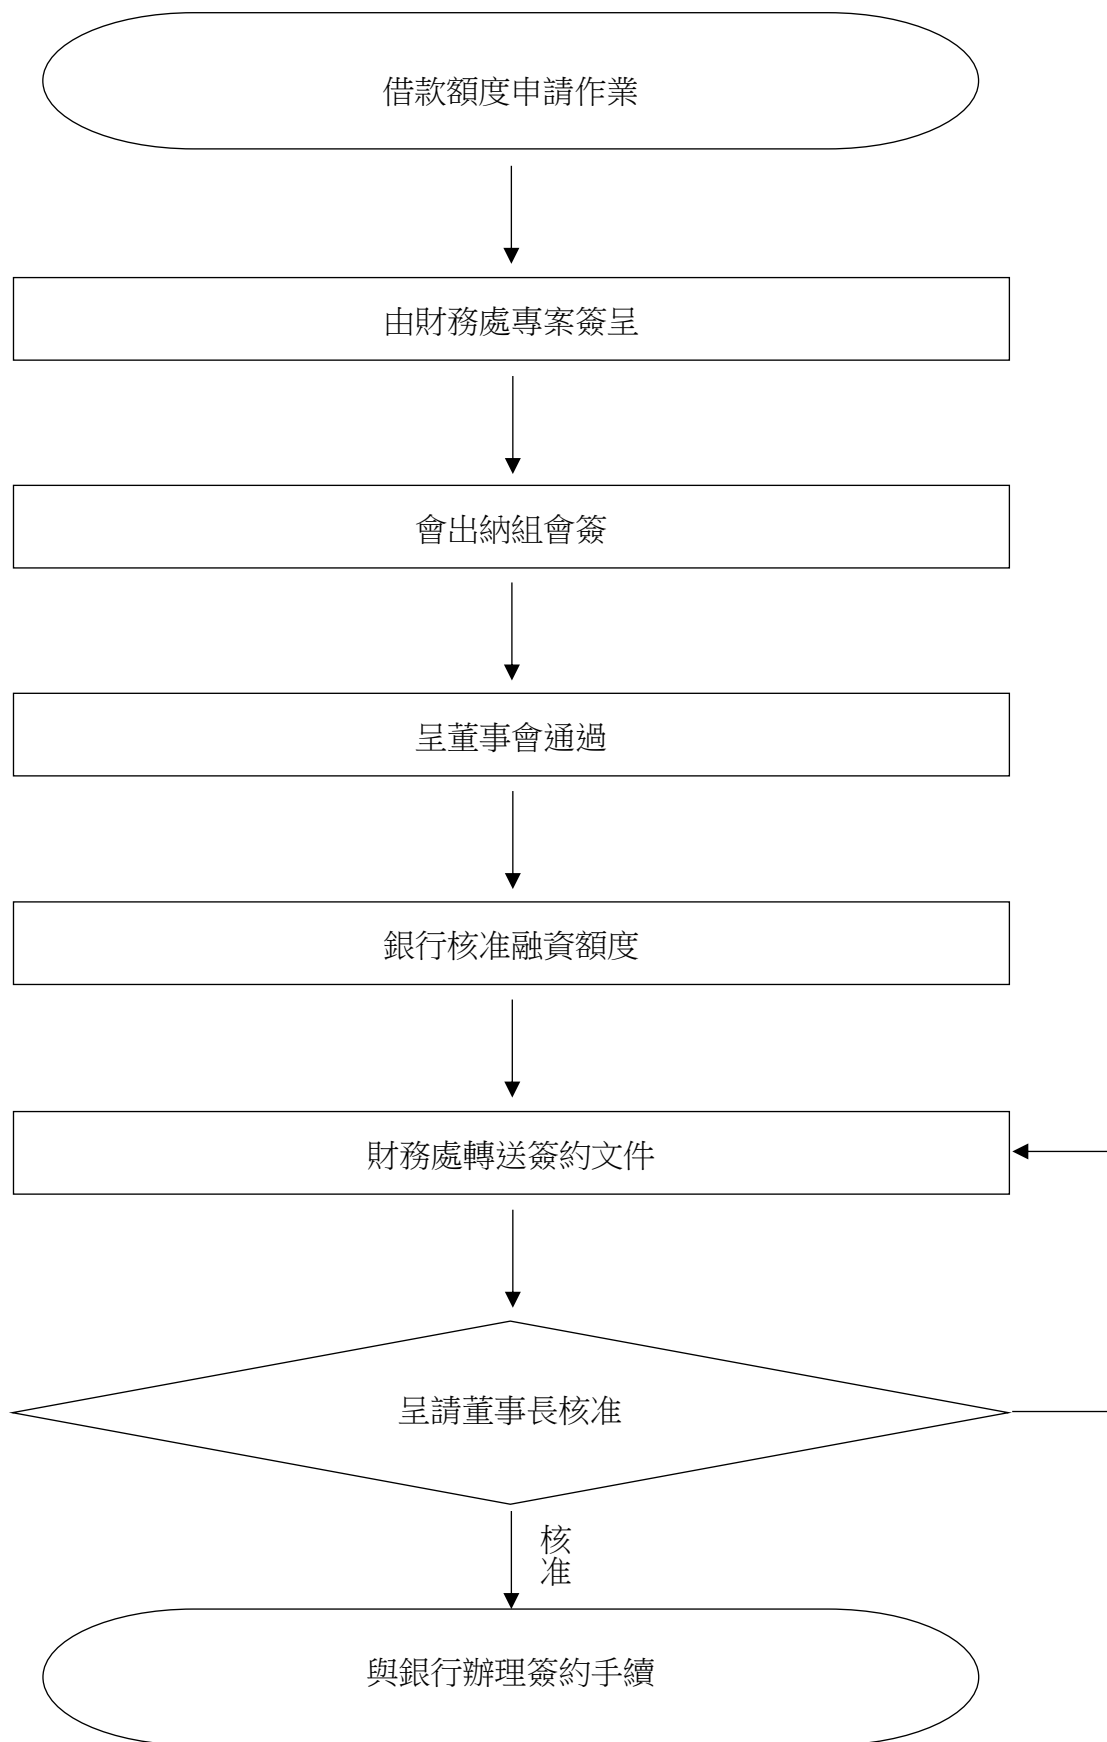 借款額度申請作業
由財務處專案簽呈
會出納組會簽
呈董事會通過
銀行核准融資額度
財務處轉送簽約文件
呈請董事長核准
核准
與銀行辦理簽約手續